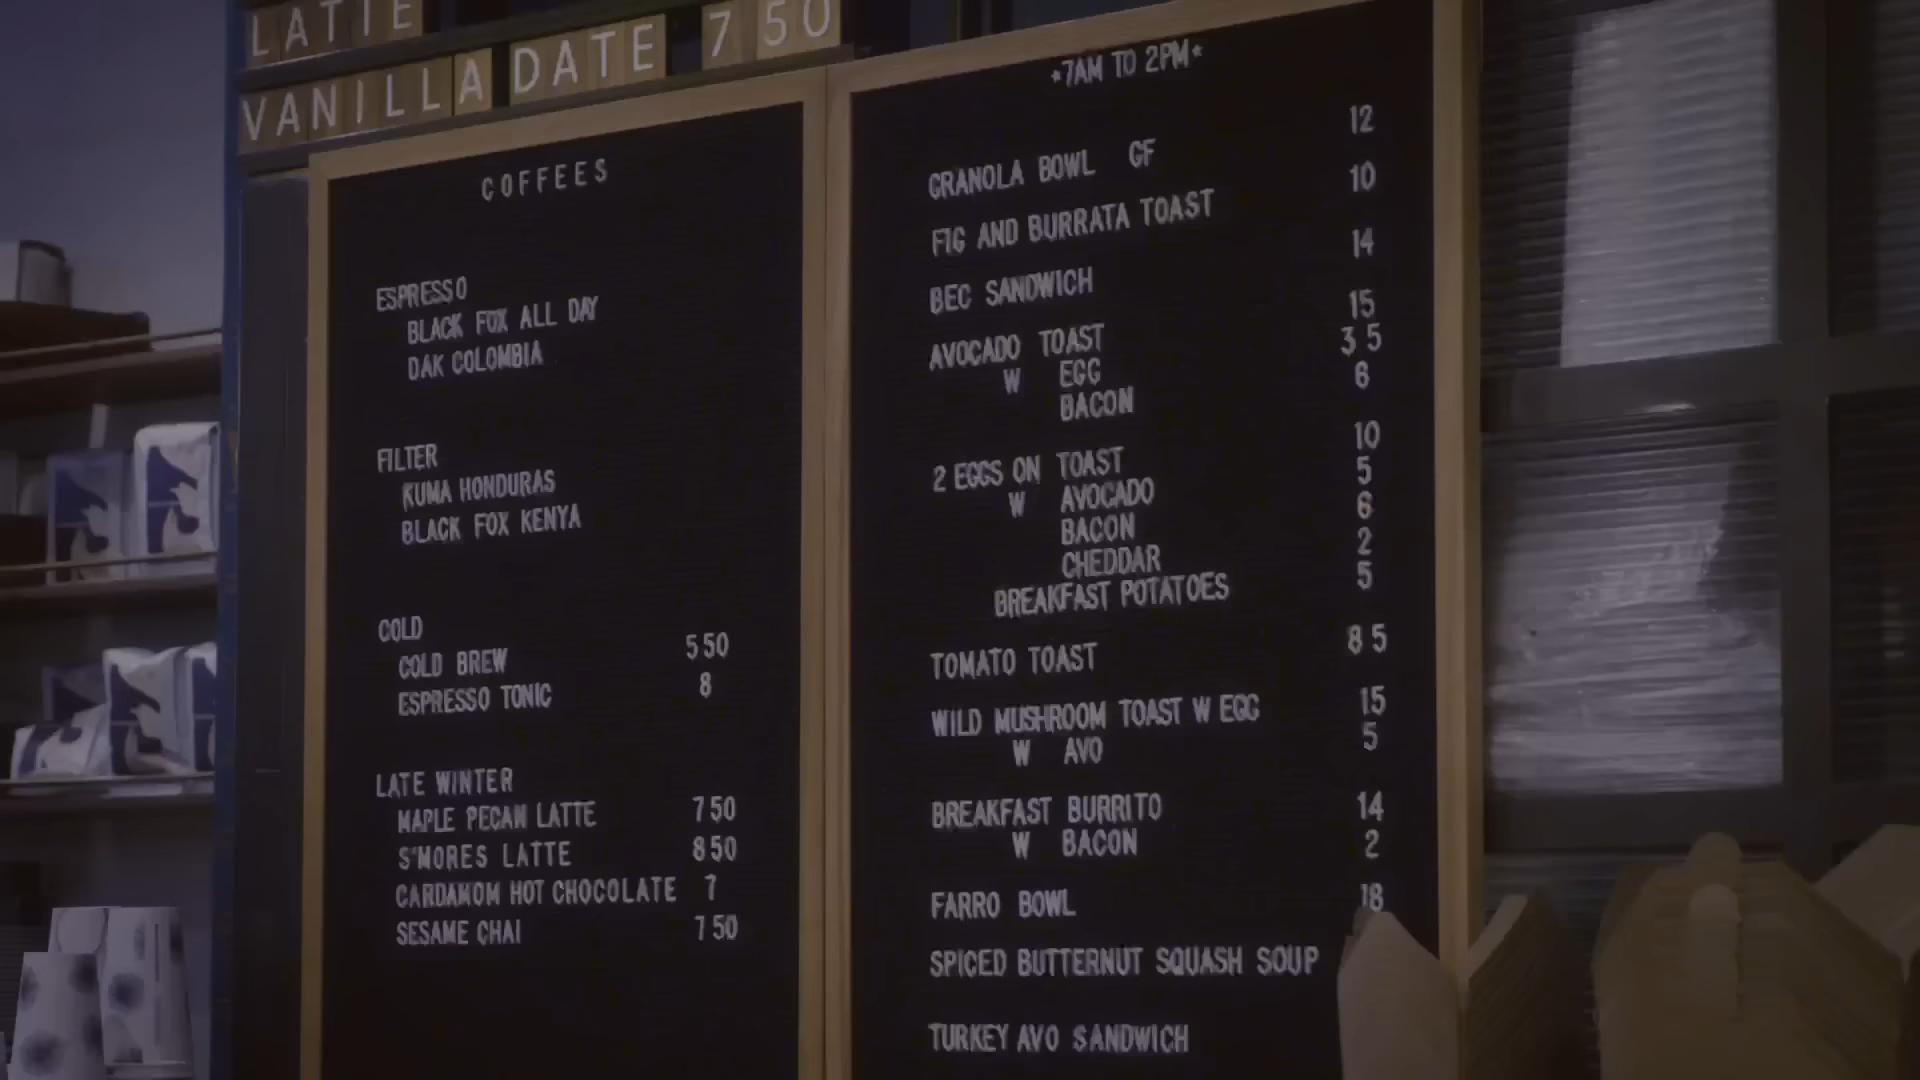 LATTE
VANILLA DATE 7 50
COFFEES
ESPRESSO
BLACK FOX ALL DAY
DAK COLOMBIA
FILTER
KUMA HONDURAS
BLACK FOX KENYA
COLD
COLD BREW 5 50
ESPRESSO TONIC 8
LATE WINTER
MAPLE PECAN LATTE 7 50
S'MORES LATTE 8 50
CARDAMOM HOT CHOCOLATE 7
SESAME CHAI 7 50
*7AM TO 2PM*
GRANOLA BOWL GF 12
FIG AND BURRATA TOAST 10
BEC SANDWICH 14
AVOCADO TOAST 15
W EGG 3 5
BACON 6
2 EGGS ON TOAST 10
W AVOCADO 5
BACON 6
CHEDDAR 2
BREAKFAST POTATOES 5
TOMATO TOAST 8 5
WILD MUSHROOM TOAST W EGG 15
W AVO 5
BREAKFAST BURRITO 14
W BACON 2
FARRO BOWL 18
SPICED BUTTERNUT SQUASH SOUP
TURKEY AVO SANDWICH